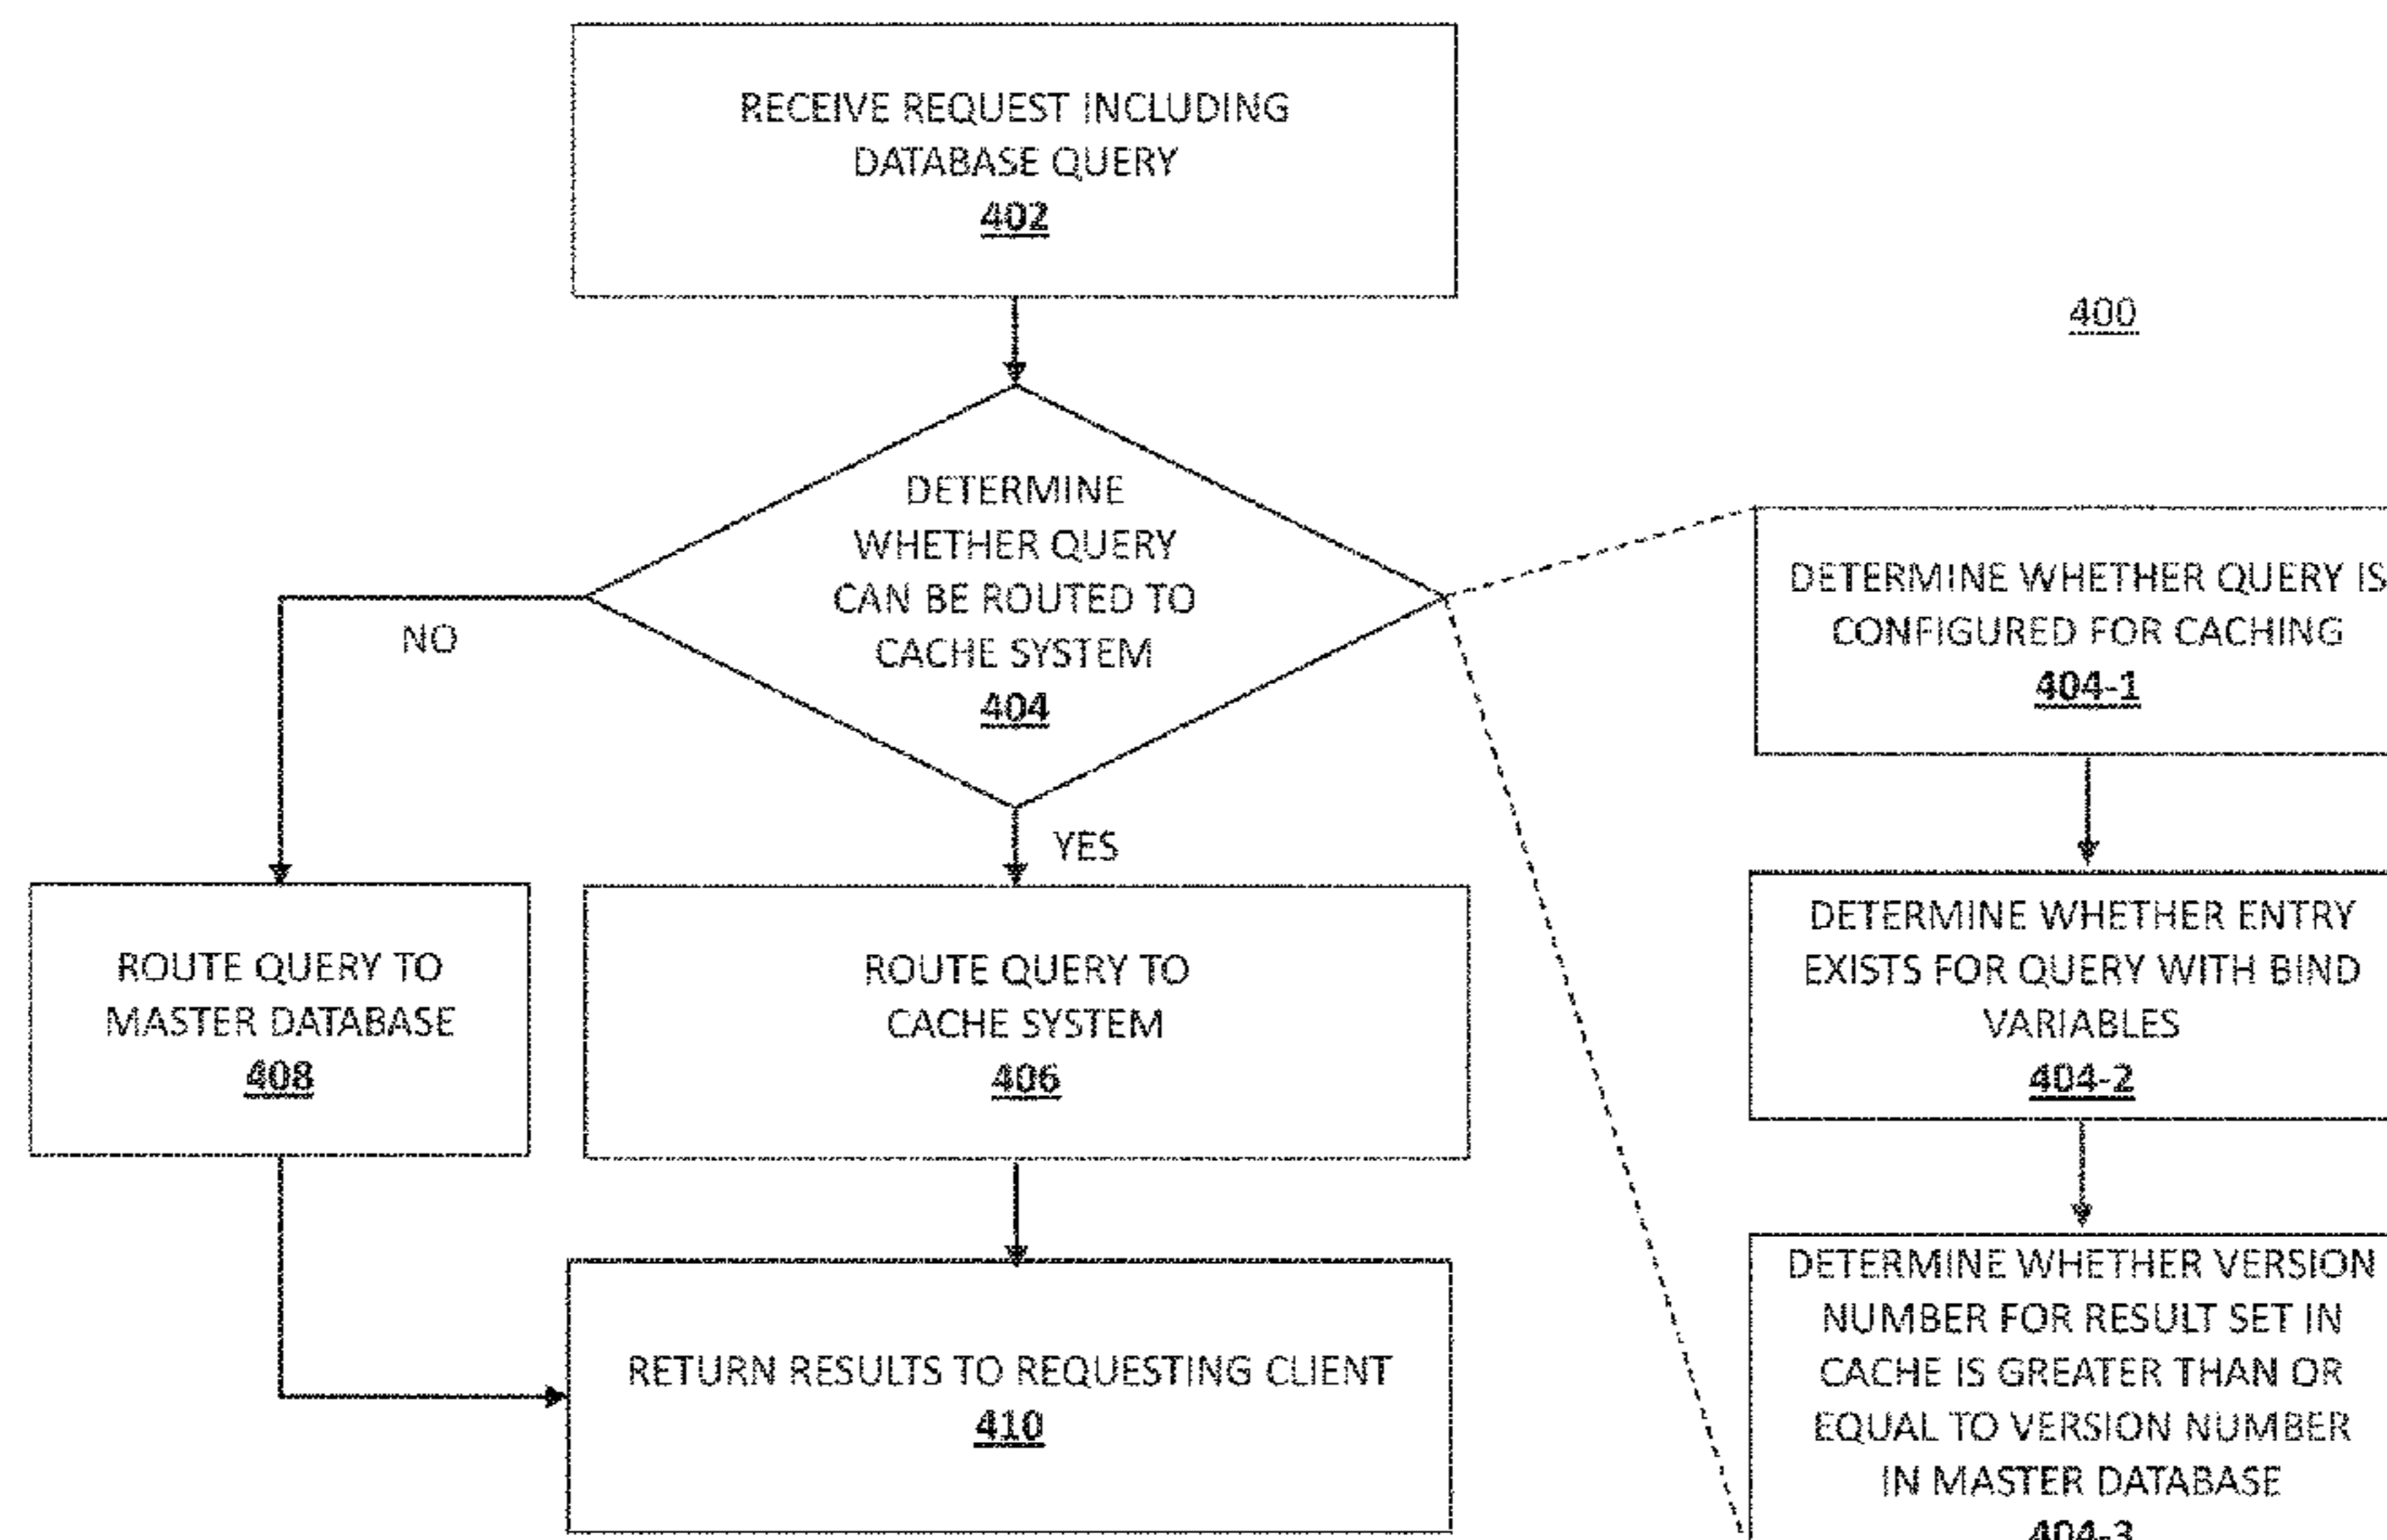 RECEIVE REQUEST INCLUDING
DATABASE QUERY
402
400
DETERMINE
WHETHER QUERY
CAN BE ROUTED TO
CACHE SYSTEM
404
NO
YES
DETERMINE WHETHER QUERY IS
CONFIGURED FOR CACHING
404-1
ROUTE QUERY TO
MASTER DATABASE
408
ROUTE QUERY TO
CACHE SYSTEM
406
DETERMINE WHETHER ENTRY
EXISTS FOR QUERY WITH BIND
VARIABLES
404-2
RETURN RESULTS TO REQUESTING CLIENT
410
DETERMINE WHETHER VERSION
NUMBER FOR RESULT SET IN
CACHE IS GREATER THAN OR
EQUAL TO VERSION NUMBER
IN MASTER DATABASE
404-3